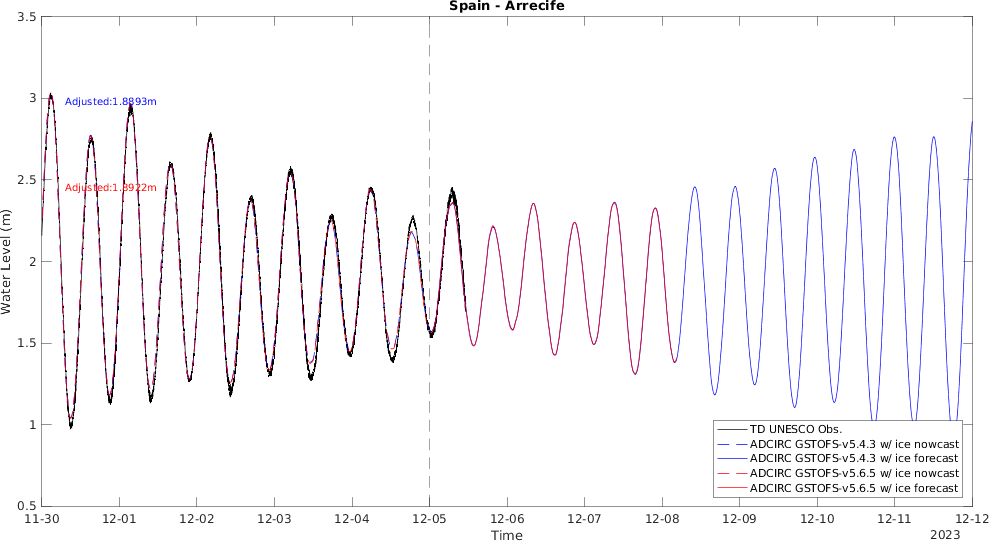 Spain - Arrecife
3.5
3
2.5
2
1.5
1
0.5
Water Level (m)
Adjusted:1.8893m
Adjusted:1.8922m
TD UNESCO Obs.
ADCIRC GSTOFS-v5.4.3 w/ ice nowcast
ADCIRC GSTOFS-v5.4.3 w/ ice forecast
ADCIRC GSTOFS-v5.6.5 w/ ice nowcast
ADCIRC GSTOFS-v5.6.5 w/ ice forecast
11-30 12-01 12-02 12-03 12-04 12-05 12-06 12-07 12-08 12-09 12-10 12-11 12-12
Time
2023